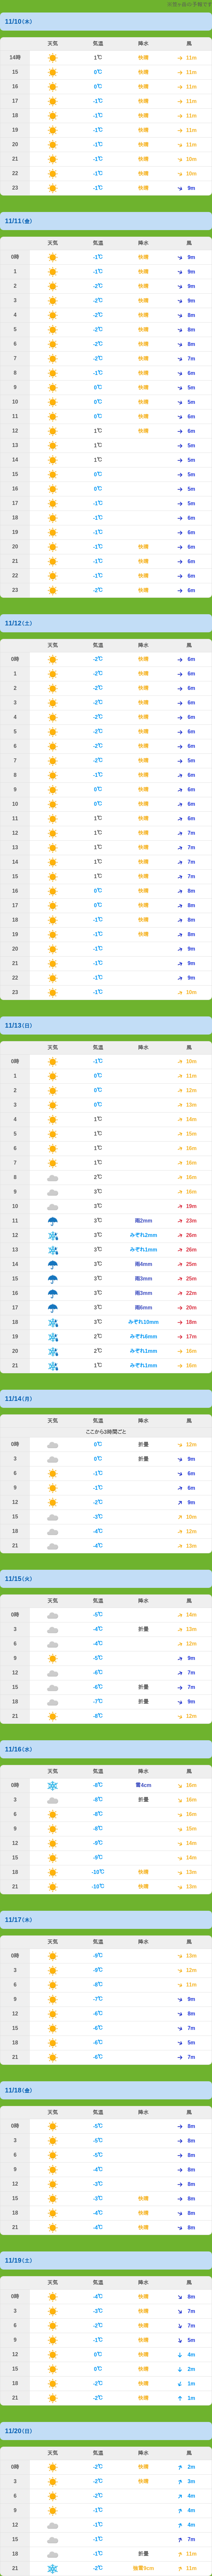 11/10(木)
天気 気温 降水 風
14時 1℃ 快晴 11m
15 0℃ 快晴 11m
16 0℃ 快晴 11m
17 -1℃ 快晴 11m
18 -1℃ 快晴 11m
19 -1℃ 快晴 11m
20 -1℃ 快晴 11m
21 -1℃ 快晴 10m
22 -1℃ 快晴 10m
23 -1℃ 快晴 9m
11/11(金)
天気 気温 降水 風
0時 -1℃ 快晴 9m
1 -1℃ 快晴 9m
2 -2℃ 快晴 9m
3 -2℃ 快晴 9m
4 -2℃ 快晴 8m
5 -2℃ 快晴 8m
6 -2℃ 快晴 8m
7 -2℃ 快晴 7m
8 -1℃ 快晴 6m
9 0℃ 快晴 5m
10 0℃ 快晴 5m
11 0℃ 快晴 6m
12 1℃ 快晴 6m
13 1℃ 5m
14 1℃ 5m
15 0℃ 5m
16 0℃ 5m
17 -1℃ 5m
18 -1℃ 6m
19 -1℃ 6m
20 -1℃ 快晴 6m
21 -1℃ 快晴 6m
22 -1℃ 快晴 6m
23 -2℃ 快晴 6m
11/12(土)
天気 気温 降水 風
0時 -2℃ 快晴 6m
1 -2℃ 快晴 6m
2 -2℃ 快晴 6m
3 -2℃ 快晴 6m
4 -2℃ 快晴 6m
5 -2℃ 快晴 6m
6 -2℃ 快晴 6m
7 -2℃ 快晴 5m
8 -1℃ 快晴 6m
9 0℃ 快晴 6m
10 0℃ 快晴 6m
11 1℃ 快晴 6m
12 1℃ 快晴 7m
13 1℃ 快晴 7m
14 1℃ 快晴 7m
15 1℃ 快晴 7m
16 0℃ 快晴 8m
17 0℃ 快晴 8m
18 -1℃ 快晴 8m
19 -1℃ 快晴 8m
20 -1℃ 9m
21 -1℃ 9m
22 -1℃ 9m
23 -1℃ 10m
11/13(日)
天気 気温 降水 風
0時 -1℃ 10m
1 0℃ 11m
2 0℃ 12m
3 0℃ 13m
4 1℃ 14m
5 1℃ 15m
6 1℃ 16m
7 1℃ 16m
8 2℃ 16m
9 3℃ 16m
10 3℃ 19m
11 3℃ 雨2mm 23m
12 3℃ みぞれ2mm 26m
13 3℃ みぞれ1mm 26m
14 3℃ 雨4mm 25m
15 3℃ 雨3mm 25m
16 3℃ 雨3mm 22m
17 3℃ 雨6mm 20m
18 3℃ みぞれ10mm 18m
19 2℃ みぞれ6mm 17m
20 2℃ みぞれ1mm 16m
21 1℃ みぞれ1mm 16m
11/14(月)
天気 気温 降水 風
ここから3時間ごと
0時 0℃ 折曇 12m
3 0℃ 折曇 9m
6 -1℃ 6m
9 -1℃ 6m
12 -2℃ 9m
15 -3℃ 10m
18 -4℃ 12m
21 -4℃ 13m
11/15(火)
天気 気温 降水 風
0時 -5℃ 14m
3 -4℃ 折曇 13m
6 -4℃ 12m
9 -5℃ 9m
12 -6℃ 7m
15 -6℃ 折曇 7m
18 -7℃ 折曇 9m
21 -8℃ 12m
11/16(水)
天気 気温 降水 風
0時 -8℃ 雪4cm 16m
3 -8℃ 折曇 16m
6 -8℃ 16m
9 -8℃ 15m
12 -9℃ 14m
15 -9℃ 14m
18 -10℃ 快晴 13m
21 -10℃ 快晴 13m
11/17(木)
天気 気温 降水 風
0時 -9℃ 13m
3 -9℃ 12m
6 -8℃ 11m
9 -7℃ 9m
12 -6℃ 8m
15 -6℃ 7m
18 -6℃ 5m
21 -6℃ 7m
11/18(金)
天気 気温 降水 風
0時 -5℃ 8m
3 -5℃ 8m
6 -5℃ 8m
9 -4℃ 8m
12 -3℃ 8m
15 -3℃ 快晴 8m
18 -4℃ 快晴 8m
21 -4℃ 快晴 8m
11/19(土)
天気 気温 降水 風
0時 -4℃ 快晴 8m
3 -3℃ 快晴 7m
6 -2℃ 快晴 7m
9 -1℃ 快晴 5m
12 0℃ 快晴 4m
15 0℃ 快晴 2m
18 -2℃ 快晴 1m
21 -2℃ 快晴 1m
11/20(日)
天気 気温 降水 風
0時 -2℃ 快晴 2m
3 -2℃ 快晴 3m
6 -2℃ 4m
9 -1℃ 4m
12 -1℃ 4m
15 -1℃ 7m
18 -1℃ 折曇 11m
21 -2℃ 11m